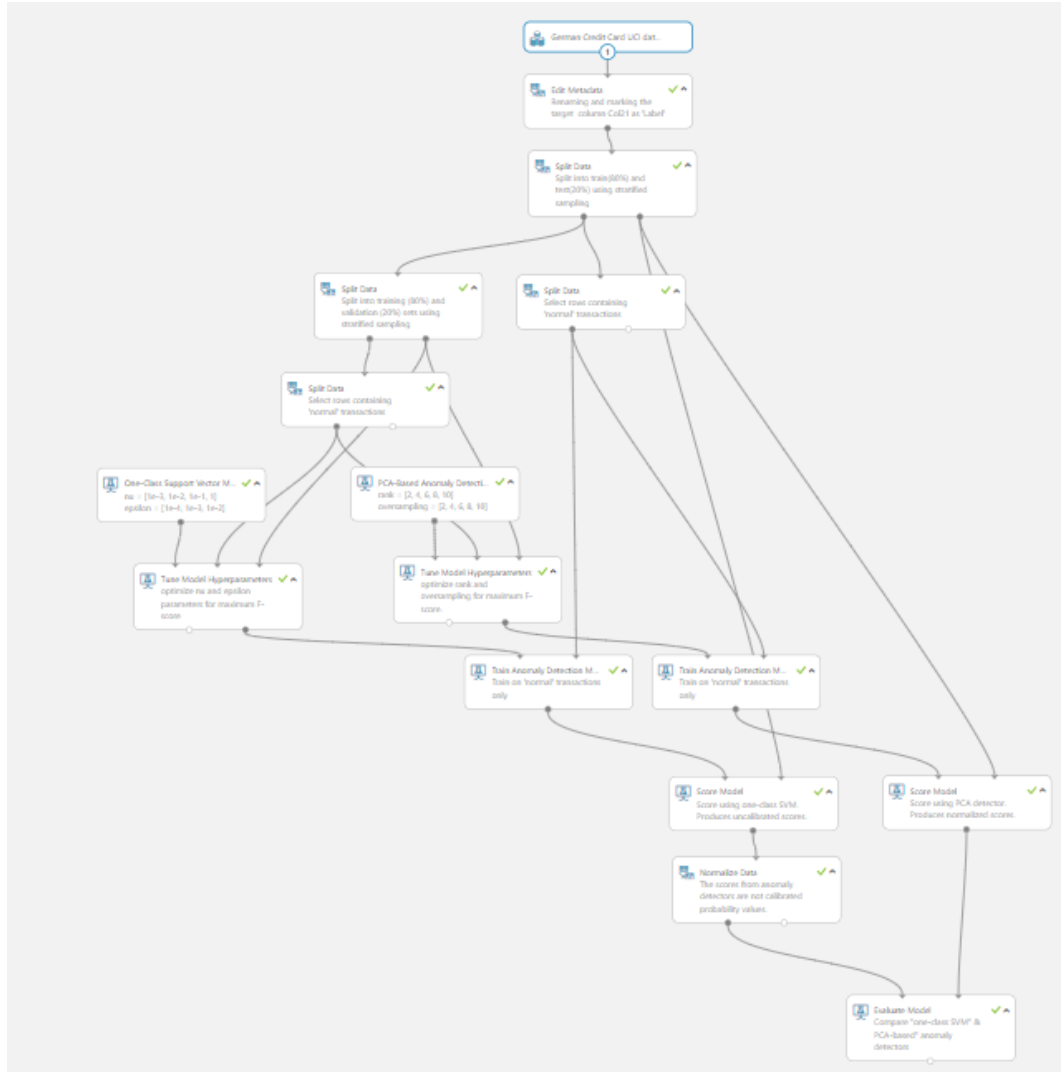 German Credit Card UCI dat...
1
Edit Metadata
Renaming and marking the
target column Col21 as 'Label'
Split Data
Split into train(80%) and
test(20%) using stratified
sampling
Split Data
Split into training (80%) and
validation (20%) sets using
stratified sampling
Split Data
Select rows containing
'normal' transactions
Split Data
Select rows containing
'normal' transactions
One-Class Support Vector M...
nu = [1e-3, 1e-2, 1e-1, 1]
epsilon = [1e-4, 1e-3, 1e-2]
PCA-Based Anomaly Detecti...
rank = [2, 4, 6, 8, 10]
oversampling = [2, 4, 6, 8, 10]
Tune Model Hyperparameters
optimize nu and epsilon
parameters for maximum F-
score
Tune Model Hyperparameters
optimize rank and
oversampling for maximum F-
score.
Train Anomaly Detection M...
Train on 'normal' transactions
only
Train Anomaly Detection M...
Train on 'normal' transactions
only
Score Model
Score using one-class SVM.
Produces uncalibrated scores.
Score Model
Score using PCA detector.
Produces normalized scores.
Normalize Data
The scores from anomaly
detectors are not calibrated
probability values.
Evaluate Model
Compare "one-class SVM" &
PCA-based" anomaly
detectors